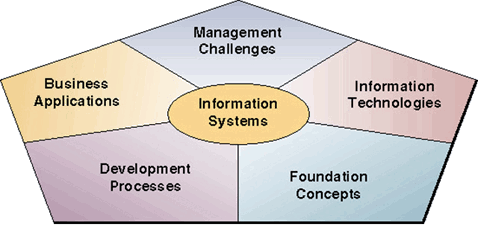 Management
Challenges
Business
Applications
Information
Technologies
Information
Systems
Development
Processes
Foundation
Concepts